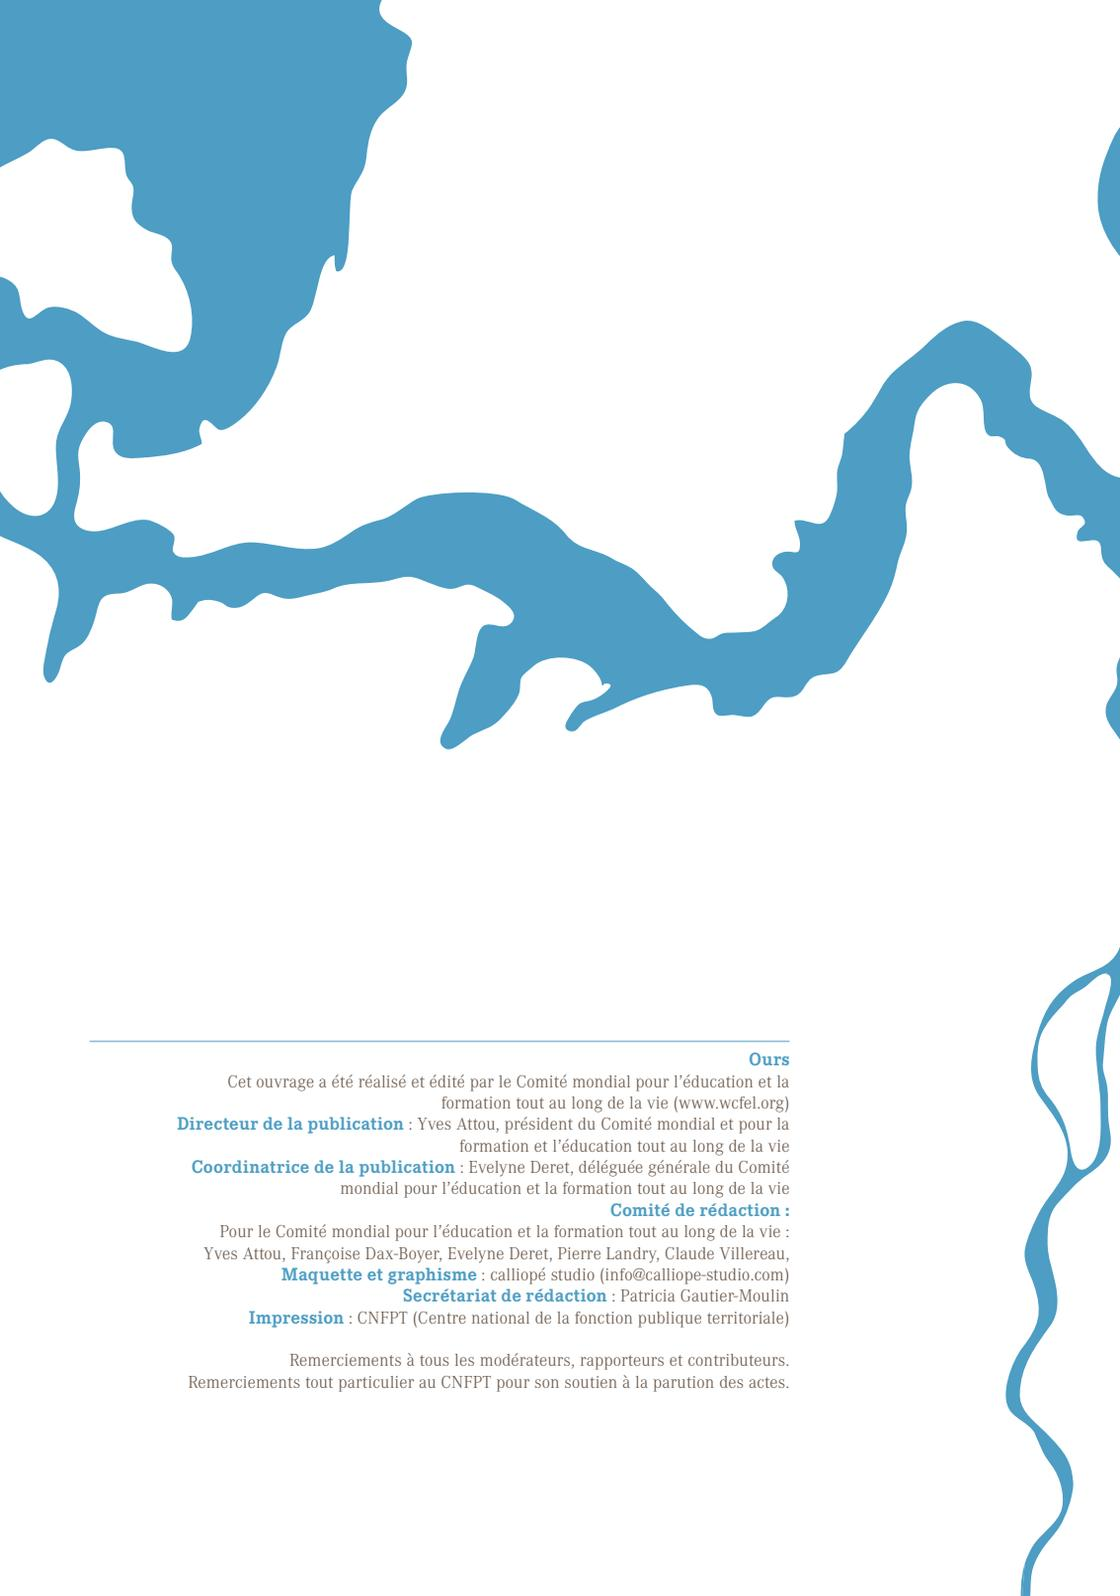 Ours
Cet ouvrage a été réalisé et édité par le Comité mondial pour l’éducation et la
formation tout au long de la vie (www.wcfel.org)
Directeur de la publication : Yves Attou, président du Comité mondial et pour la
formation et l’éducation tout au long de la vie
Coordinatrice de la publication : Evelyne Deret, déléguée générale du Comité
mondial pour l’éducation et la formation tout au long de la vie
Comité de rédaction :
Pour le Comité mondial pour l’éducation et la formation tout au long de la vie :
Yves Attou, Françoise Dax-Boyer, Evelyne Deret, Pierre Landry, Claude Villereau,
Maquette et graphisme : calliopé studio (info@calliope-studio.com)
Secrétariat de rédaction : Patricia Gautier-Moulin
Impression : CNFPT (Centre national de la fonction publique territoriale)
Remerciements à tous les modérateurs, rapporteurs et contributeurs.
Remerciements tout particulier au CNFPT pour son soutien à la parution des actes.